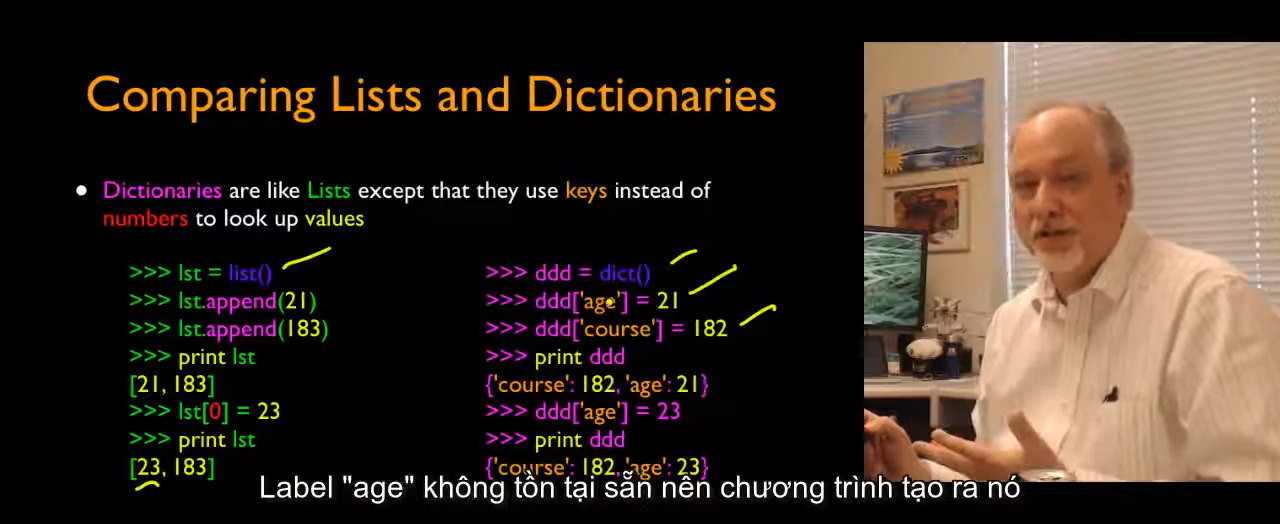 Comparing Lists and Dictionaries
● Dictionaries are like Lists except that they use keys instead of
numbers to look up values
>>> lst = list()
>>> lst.append(21)
>>> lst.append(183)
>>> print lst
[21, 183]
>>> lst[0] = 23
>>> print lst
[23, 183]
>>> ddd = dict()
>>> ddd['age'] = 21
>>> ddd['course'] = 182
>>> print ddd
{'course': 182, 'age': 21}
>>> ddd['age'] = 23
>>> print ddd
{'course': 182, 'age': 23}
Label "age" không tồn tại sẵn nên chương trình tạo ra nó